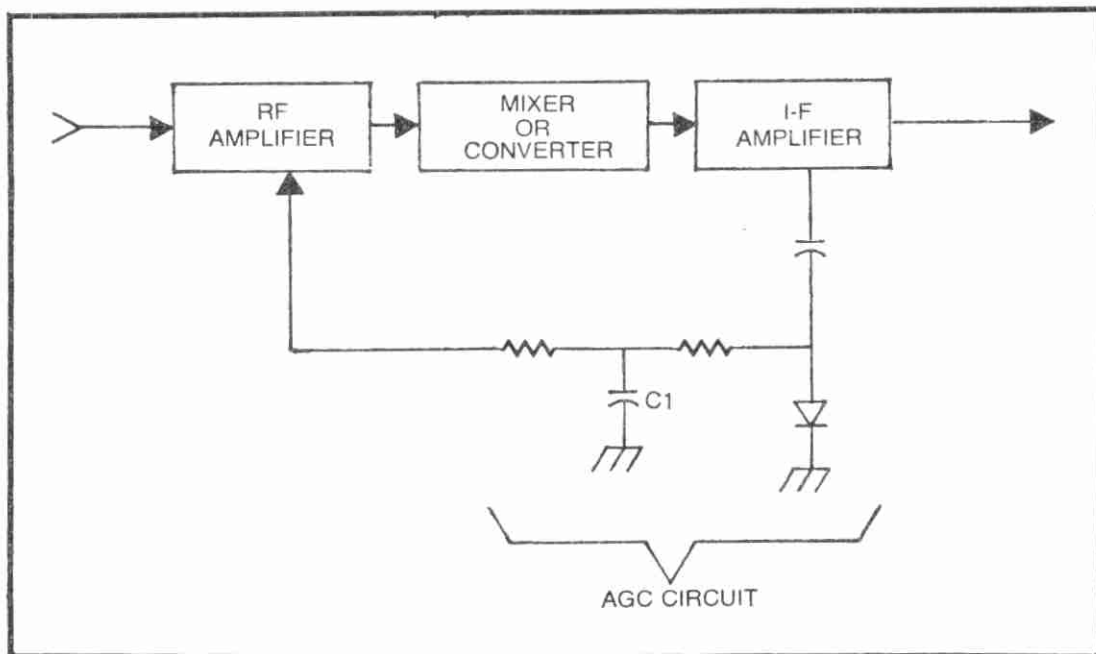 RF
AMPLIFIER
MIXER
OR
CONVERTER
I-F
AMPLIFIER
C1
AGC CIRCUIT